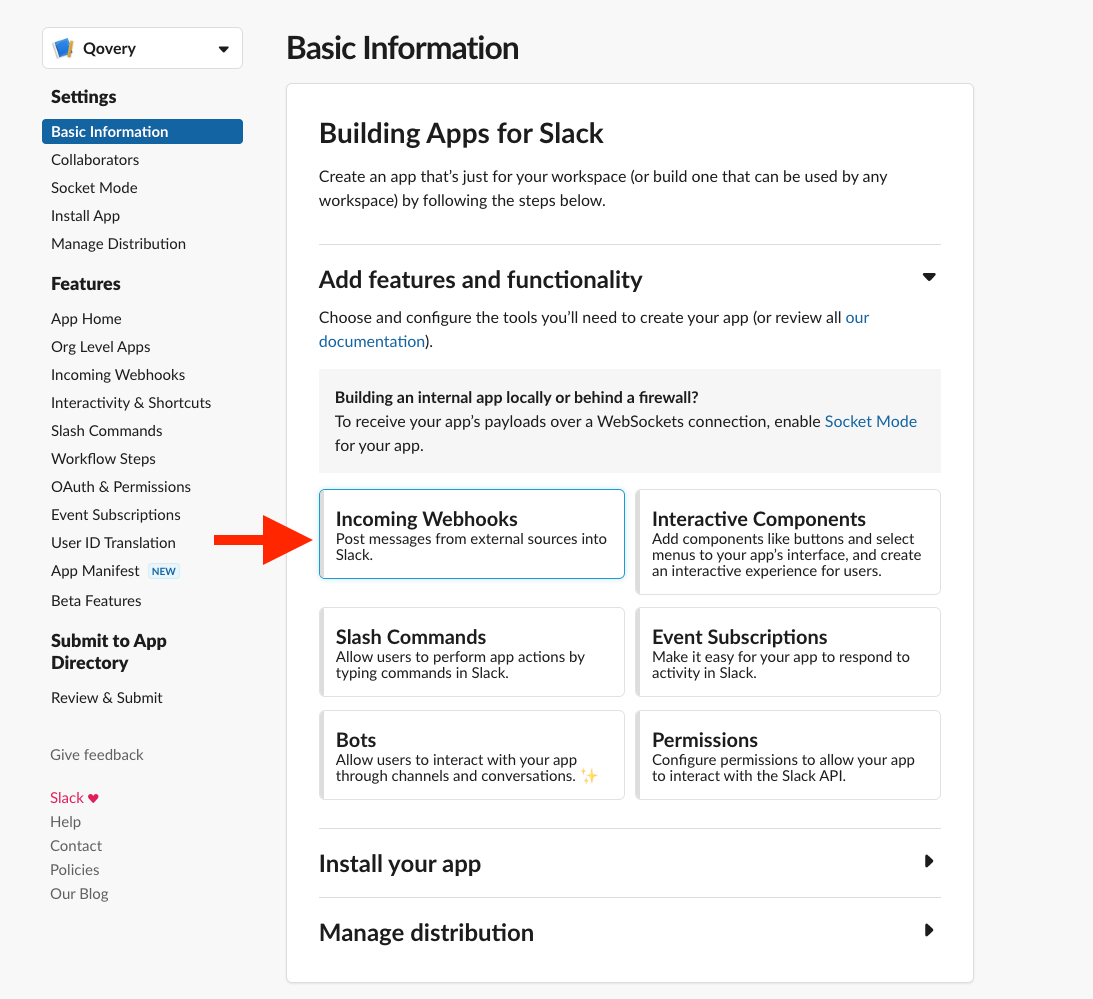 Qovery
Settings
Basic Information
Collaborators
Socket Mode
Install App
Manage Distribution
Features
App Home
Org Level Apps
Incoming Webhooks
Interactivity & Shortcuts
Slash Commands
Workflow Steps
OAuth & Permissions
Event Subscriptions
User ID Translation
App Manifest NEW
Beta Features
Submit to App
Directory
Review & Submit
Give feedback
Slack ♥
Help
Contact
Policies
Our Blog
Basic Information
Building Apps for Slack
Create an app that’s just for your workspace (or build one that can be used by any
workspace) by following the steps below.
Add features and functionality
Choose and configure the tools you’ll need to create your app (or review all our
documentation).
Building an internal app locally or behind a firewall?
To receive your app’s payloads over a WebSockets connection, enable Socket Mode
for your app.
Incoming Webhooks
Post messages from external sources into
Slack.
Interactive Components
Add components like buttons and select
menus to your app’s interface, and create
an interactive experience for users.
Slash Commands
Allow users to perform app actions by
typing commands in Slack.
Event Subscriptions
Make it easy for your app to respond to
activity in Slack.
Bots
Allow users to interact with your app
through channels and conversations. ✨
Permissions
Configure permissions to allow your app
to interact with the Slack API.
Install your app
Manage distribution